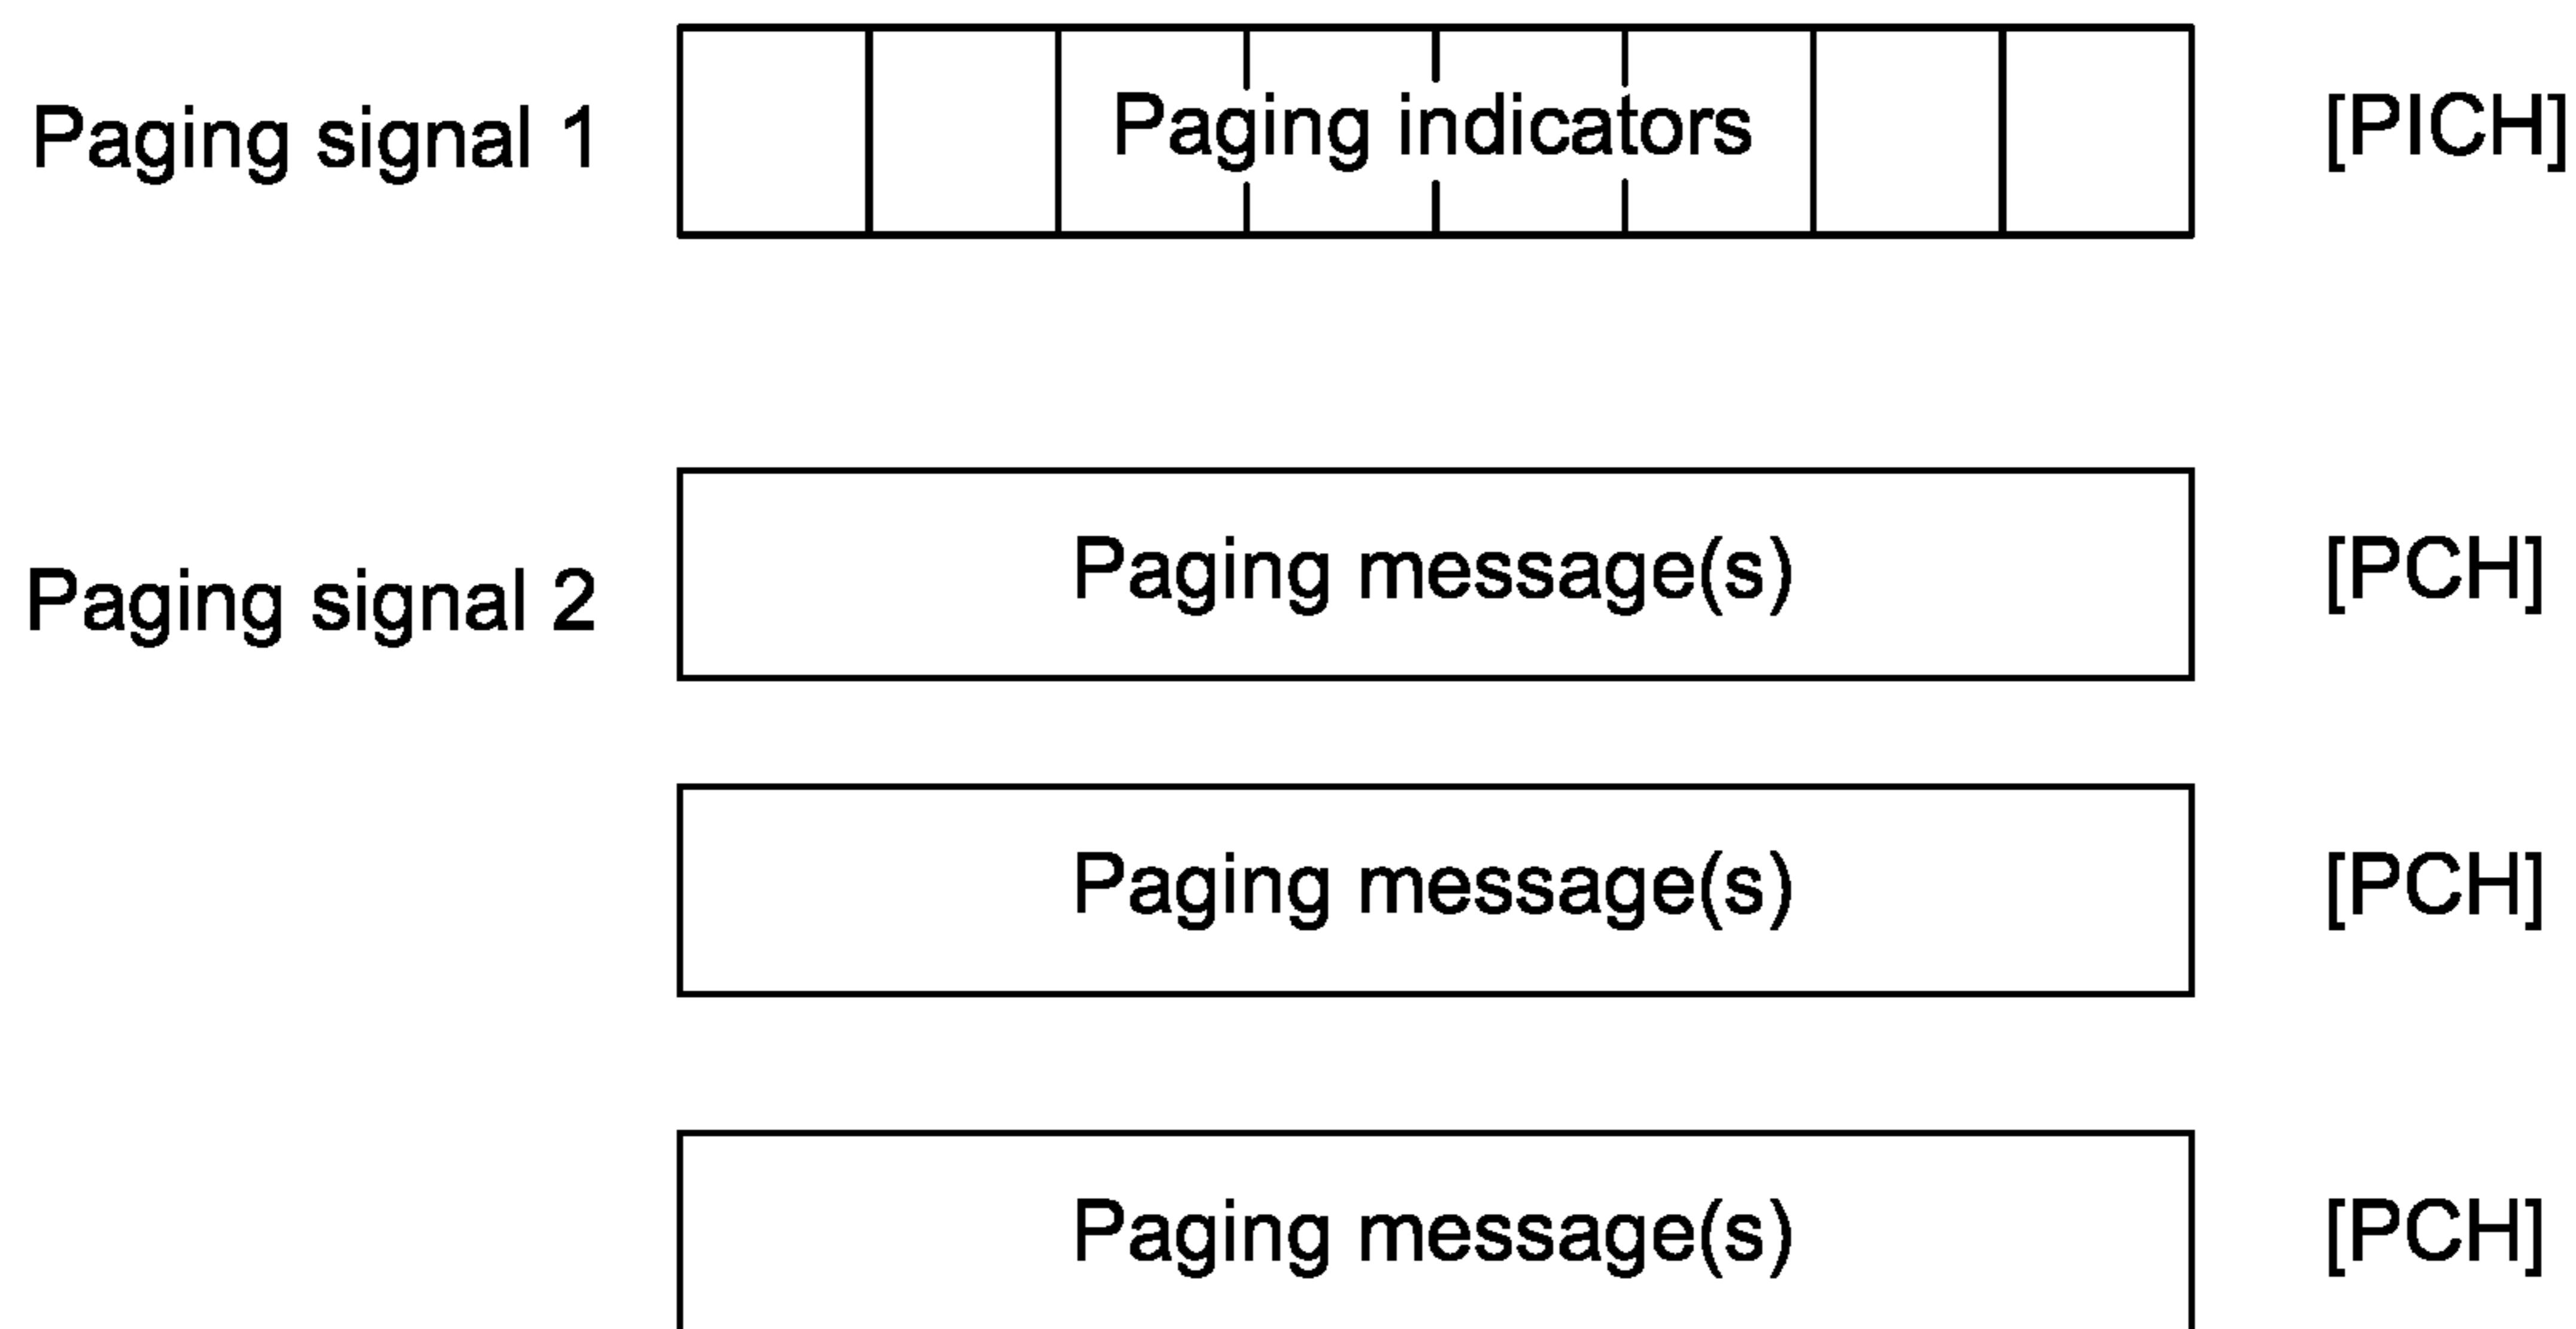 Paging signal 1 Paging indicators [PICH]
Paging signal 2 Paging message(s) [PCH]
Paging message(s) [PCH]
Paging message(s) [PCH]